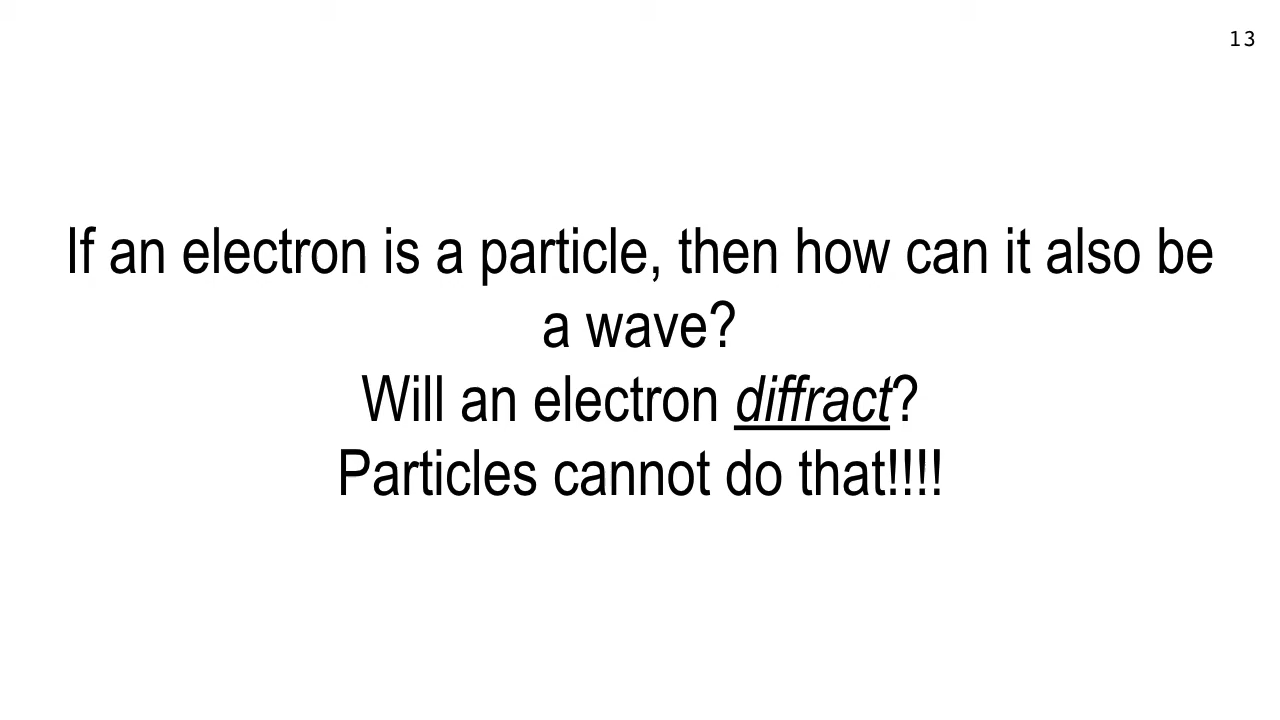 13
If an electron is a particle, then how can it also be
a wave?
Will an electron diffract?
Particles cannot do that!!!!